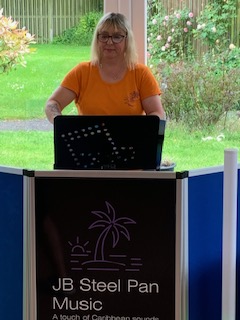 JB Steel Pan
Music
A touch of Caribbean sounds